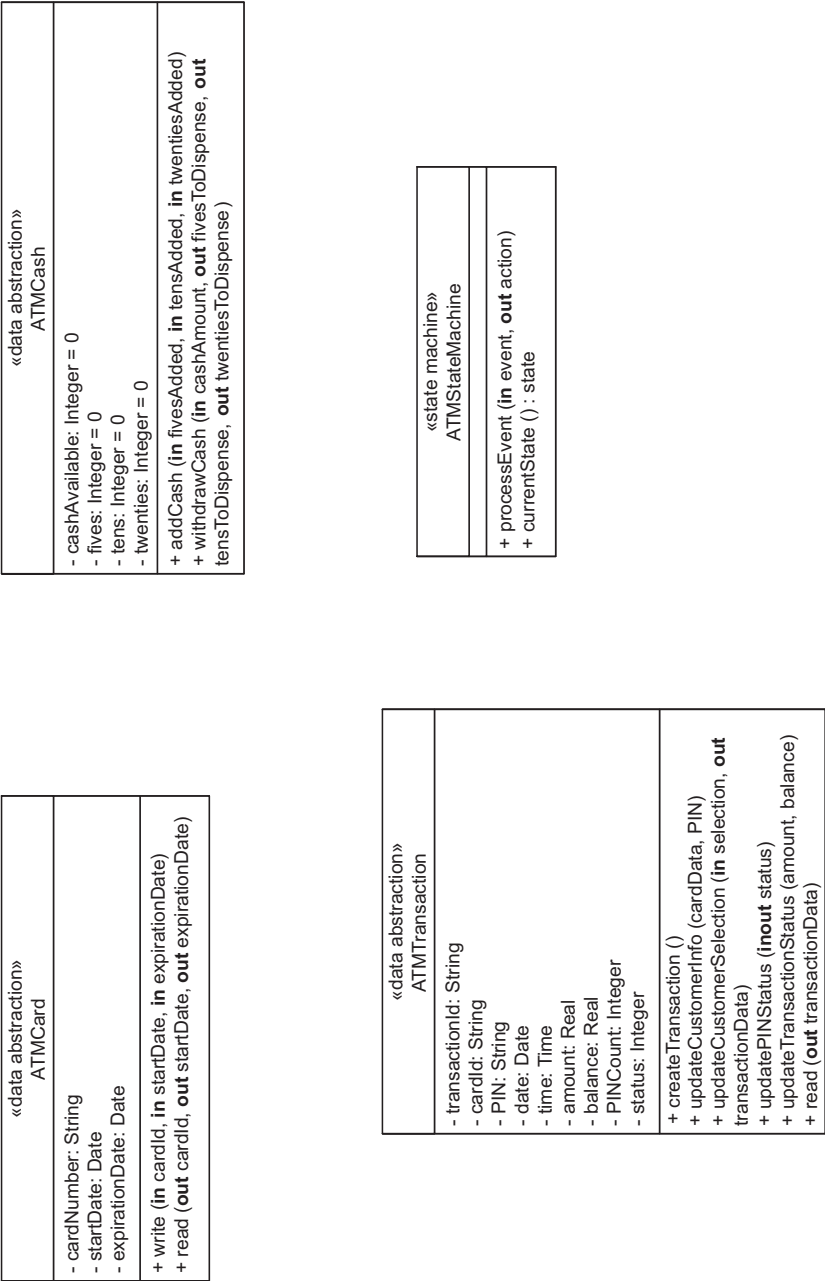 «data abstraction»
ATMCard
- cardNumber: String
- startDate: Date
- expirationDate: Date
+ write (in cardId, in startDate, in expirationDate)
+ read (out cardId, out startDate, out expirationDate)
«data abstraction»
ATMCash
- cashAvailable: Integer = 0
- fives: Integer = 0
- tens: Integer = 0
- twenties: Integer = 0
+ addCash (in fivesAdded, in tensAdded, in twentiesAdded)
+ withdrawCash (in cashAmount, out fivesToDispense, out
tensToDispense, out twentiesToDispense)
«data abstraction»
ATMTransaction
- transactionId: String
- cardId: String
- PIN: String
- date: Date
- time: Time
- amount: Real
- balance: Real
- PINCount: Integer
- status: Integer
+ createTransaction ()
+ updateCustomerInfo (cardData, PIN)
+ updateCustomerSelection (in selection, out
transactionData)
+ updatePINStatus (inout status)
+ updateTransactionStatus (amount, balance)
+ read (out transactionData)
«state machine»
ATMStateMachine
+ processEvent (in event, out action)
+ currentState () : state